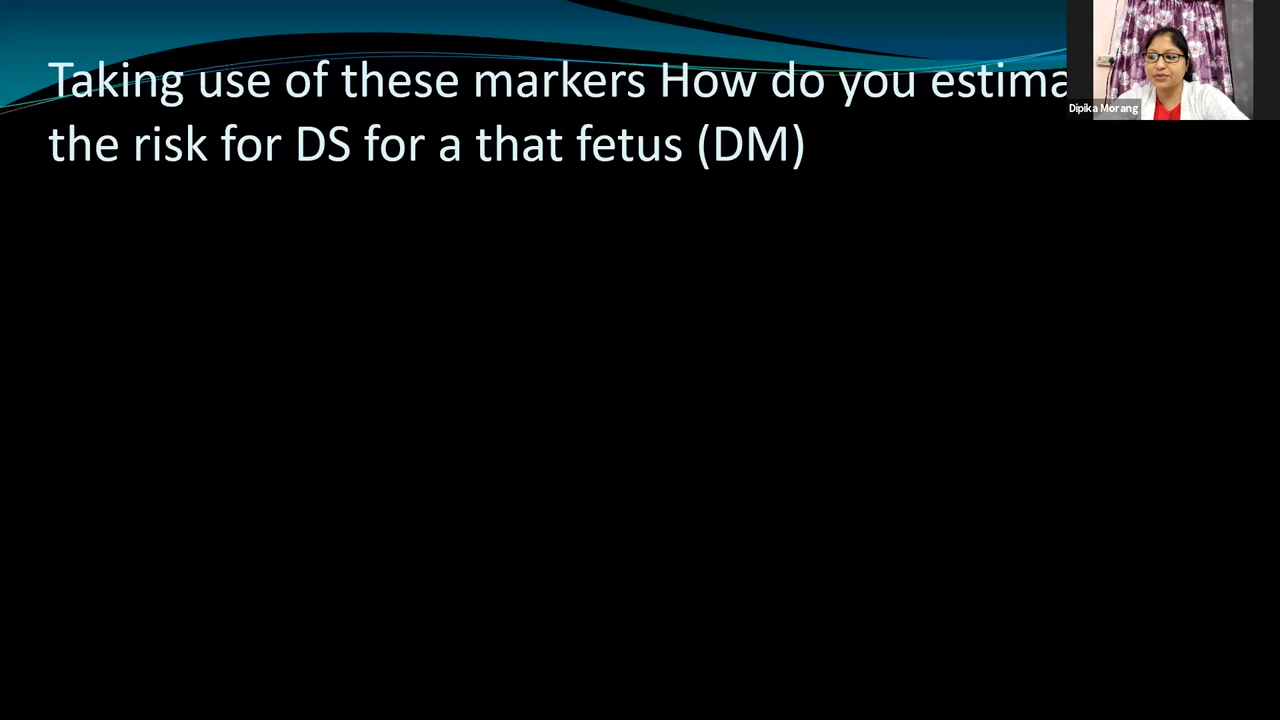 Taking use of these markers How do you estima
the risk for DS for a that fetus (DM)
Dipika Morang